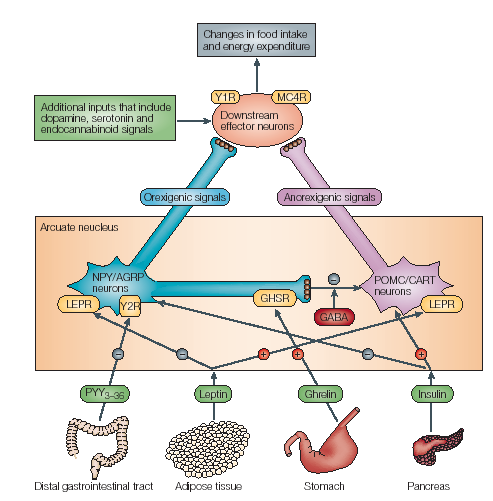 Changes in food intake
and energy expenditure
Y1R
MC4R
Additional inputs that include
dopamine, serotonin and
endocannabinoid signals
Downstream
effector neurons
Orexigenic signals
Anorexigenic signals
Arcuate neucleus
NPY/AGRP
neurons
POMC/CART
neurons
LEPR
Y2R
GHSR
GABA
LEPR
−
−
−
+
+
−
+
PYY3–36
Leptin
Ghrelin
Insulin
Distal gastrointestinal tract
Adipose tissue
Stomach
Pancreas